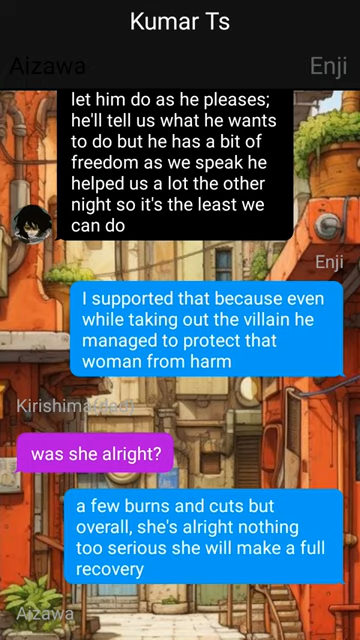 Kumar Ts
Aizawa
Enji
let him do as he pleases;
he'll tell us what he wants
to do but he has a bit of
freedom as we speak he
helped us a lot the other
night so it's the least we
can do
Enji
I supported that because even
while taking out the villain he
managed to protect that
woman from harm
was she alright?
a few burns and cuts but
overall, she's alright nothing
too serious she will make a full
recovery
Aizawa